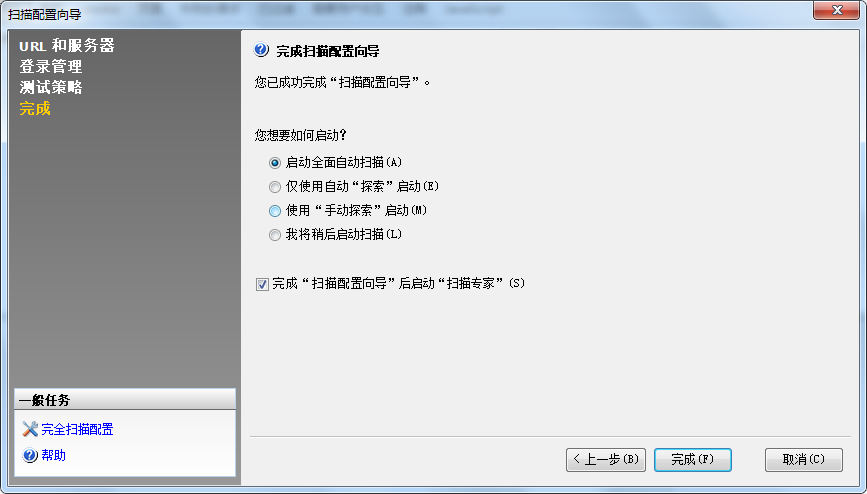 扫描配置向导
URL 和服务器
登录管理
测试策略
完成
完成扫描配置向导
您已成功完成“扫描配置向导”。
您想要如何启动?
启动全面自动扫描(A)
仅使用自动“探索”启动(E)
使用“手动探索”启动(M)
我将稍后启动扫描(L)
完成“扫描配置向导”后启动“扫描专家”(S)
一般任务
完全扫描配置
帮助
< 上一步(B)
完成(F)
取消(C)